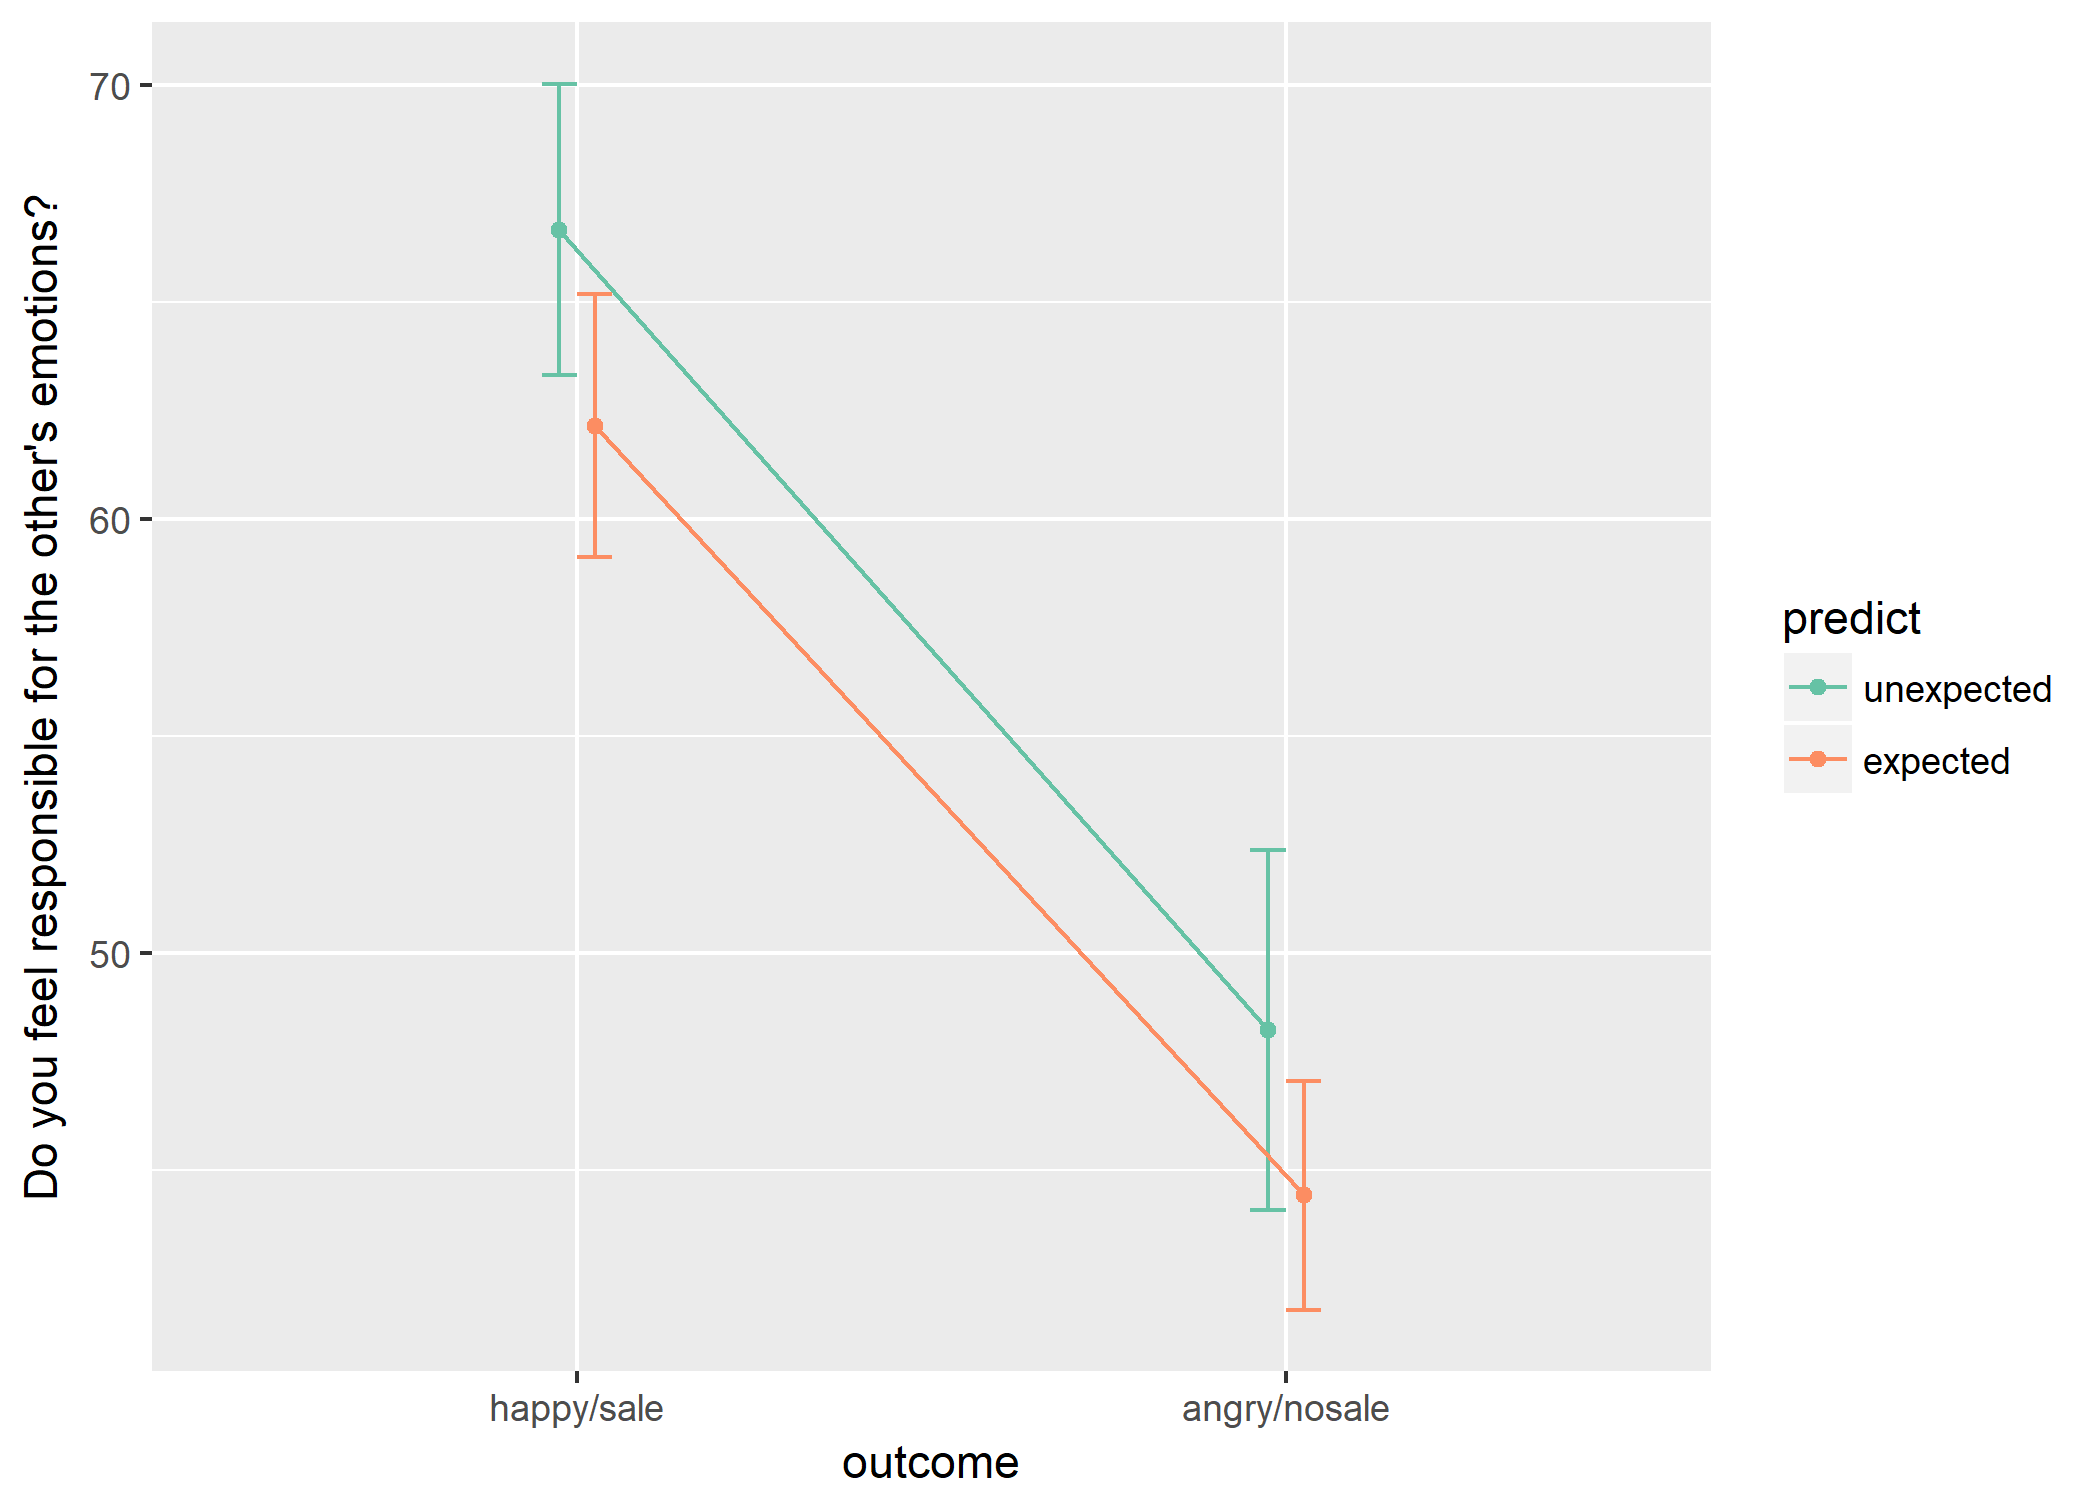 Do you feel responsible for the other's emotions?
70
60
50
happy/sale
angry/nosale
outcome
predict
unexpected
expected